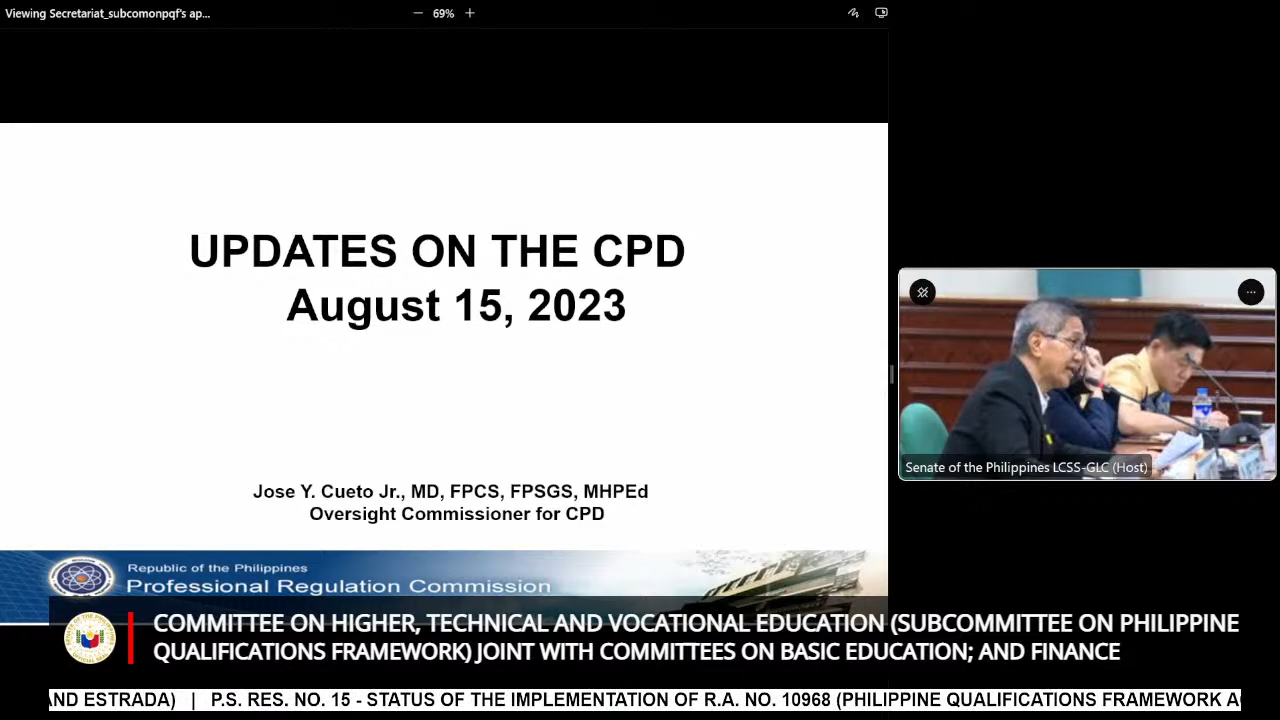 Viewing Secretariat_subcomonpqf's ap...
69%
UPDATES ON THE CPD
August 15, 2023
Senate of the Philippines LCSS-GLC (Host)
Jose Y. Cueto Jr., MD, FPCS, FPSGS, MHPEd
Oversight Commissioner for CPD
Republic of the Philippines
Professional Regulation Commission
COMMITTEE ON HIGHER, TECHNICAL AND VOCATIONAL EDUCATION (SUBCOMMITTEE ON PHILIPPINE
QUALIFICATIONS FRAMEWORK) JOINT WITH COMMITTEES ON BASIC EDUCATION; AND FINANCE
ND ESTRADA) | P.S. RES. NO. 15 - STATUS OF THE IMPLEMENTATION OF R.A. NO. 10968 (PHILIPPINE QUALIFICATIONS FRAMEWORK A